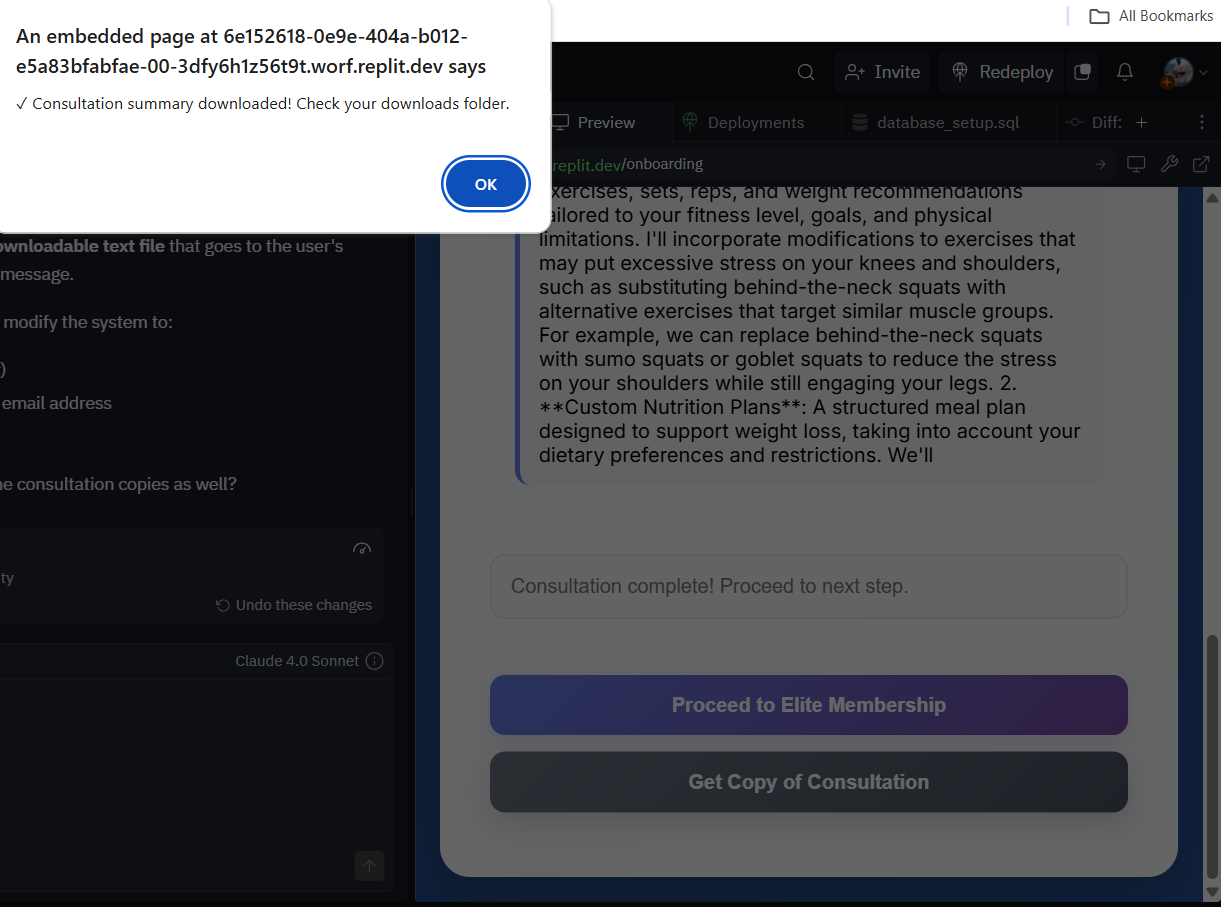 An embedded page at 6e152618-0e9e-404a-b012-
e5a83bfabfae-00-3dfy6h1z56t9t.worf.replit.dev says
✓ Consultation summary downloaded! Check your downloads folder.
OK
All Bookmarks
Invite
Redeploy
Preview
Deployments
database_setup.sql
Diff:
replit.dev/onboarding
ownloadable text file that goes to the user's
message.
modify the system to:
)
email address
ne consultation copies as well?
ty
Undo these changes
Claude 4.0 Sonnet
exercises, sets, reps, and weight recommendations
tailored to your fitness level, goals, and physical
limitations. I'll incorporate modifications to exercises that
may put excessive stress on your knees and shoulders,
such as substituting behind-the-neck squats with
alternative exercises that target similar muscle groups.
For example, we can replace behind-the-neck squats
with sumo squats or goblet squats to reduce the stress
on your shoulders while still engaging your legs. 2.
**Custom Nutrition Plans**: A structured meal plan
designed to support weight loss, taking into account your
dietary preferences and restrictions. We'll
Consultation complete! Proceed to next step.
Proceed to Elite Membership
Get Copy of Consultation